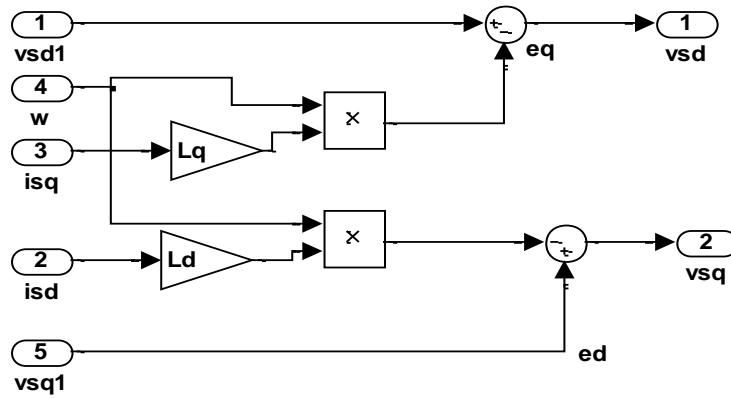 1
vsd1
+
-
eq
1
vsd
4
w
×
3
isq
Lq
×
2
isd
Ld
-
+
2
vsq
5
vsq1
ed